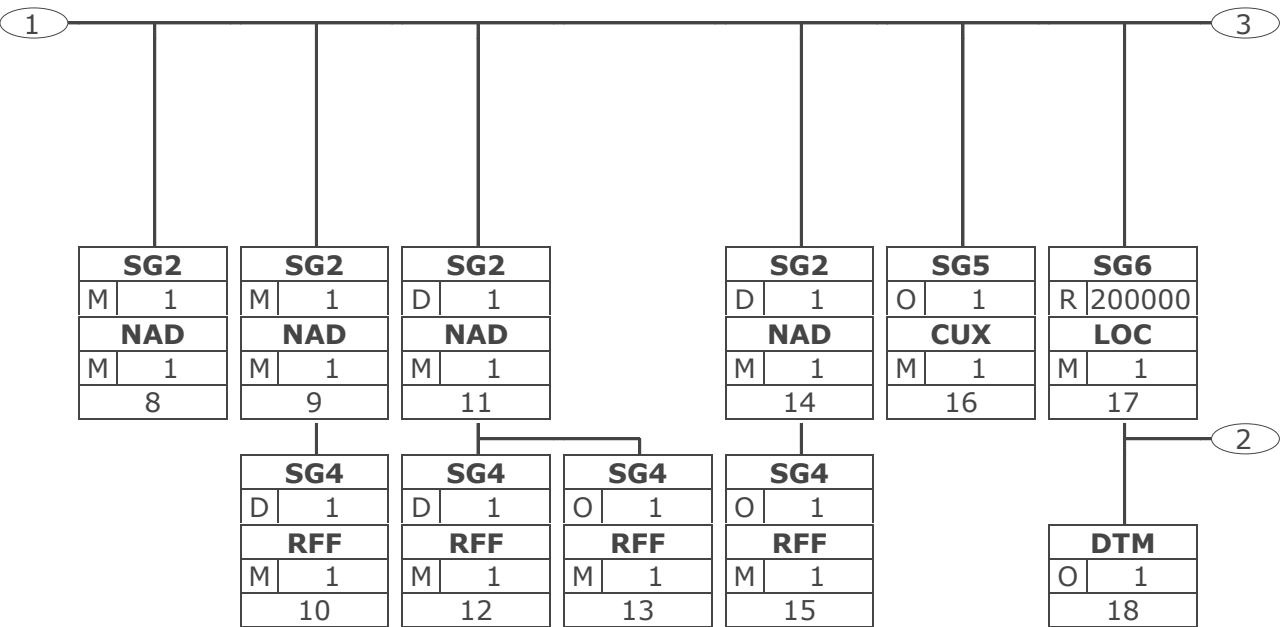 1 3
SG2 SG2 SG2 SG2 SG5 SG6
M 1 M 1 D 1 D 1 O 1 R 200000
NAD NAD NAD NAD CUX LOC
M 1 M 1 M 1 M 1 M 1 M 1
8 9 11 14 16 17
2
SG4 SG4 SG4 SG4
D 1 D 1 O 1 O 1
RFF RFF RFF RFF DTM
M 1 M 1 M 1 M 1 O 1
10 12 13 15 18